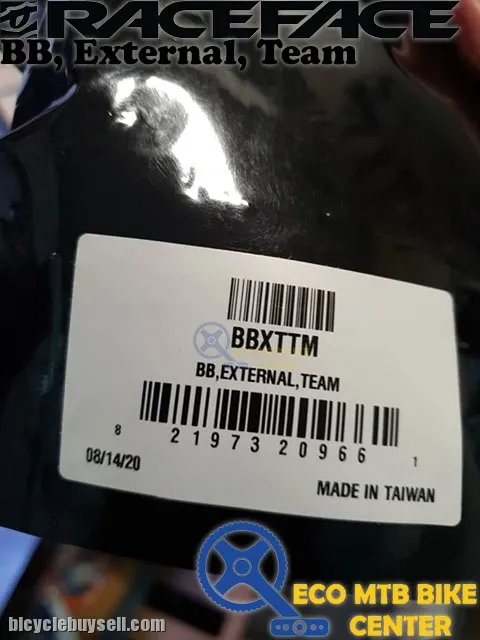 RACEFACE
BB, External, Team
BBXTTM
BB,EXTERNAL,TEAM
8 21973 20966 1
08/14/20
MADE IN TAIWAN
ECO MTB BIKE
CENTER
bicyclebuysell.com